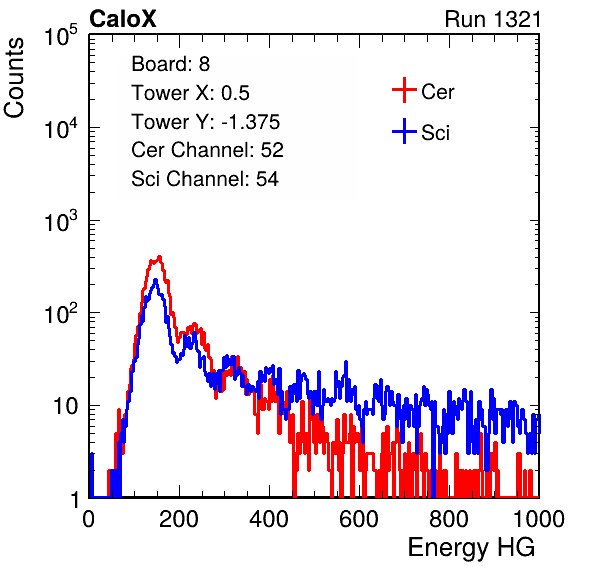 CaloX Run 1321
Counts
Board: 8
Tower X: 0.5
Tower Y: -1.375
Cer Channel: 52
Sci Channel: 54
Cer
Sci
10^5
10^4
10^3
10^2
10
1
0 200 400 600 800 1000
Energy HG